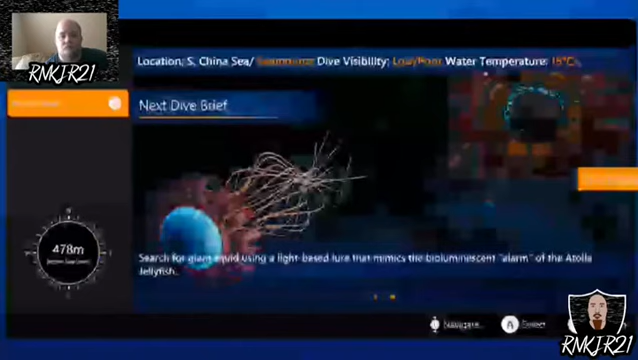 RNKJR21
Location: S. China Sea/ Dive Visibility: Low/Poor Water Temperature: 15°C
Next Dive Brief
478m
Search for giant squid using a light-based lure that mimics the bioluminescent "alarm" of the Atolla
Jellyfish.
Navigate
A Select
RNKJR21